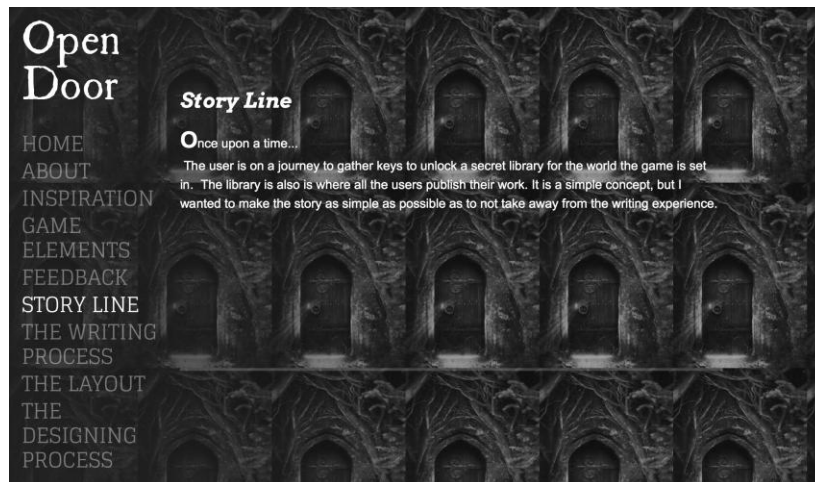 Open
Door
HOME
ABOUT
INSPIRATION
GAME
ELEMENTS
FEEDBACK
STORY LINE
THE WRITING
PROCESS
THE LAYOUT
THE
DESIGNING
PROCESS
Story Line
Once upon a time...
The user is on a journey to gather keys to unlock a secret library for the world the game is set
in.  The library is also is where all the users publish their work. It is a simple concept, but I
wanted to make the story as simple as possible as to not take away from the writing experience.